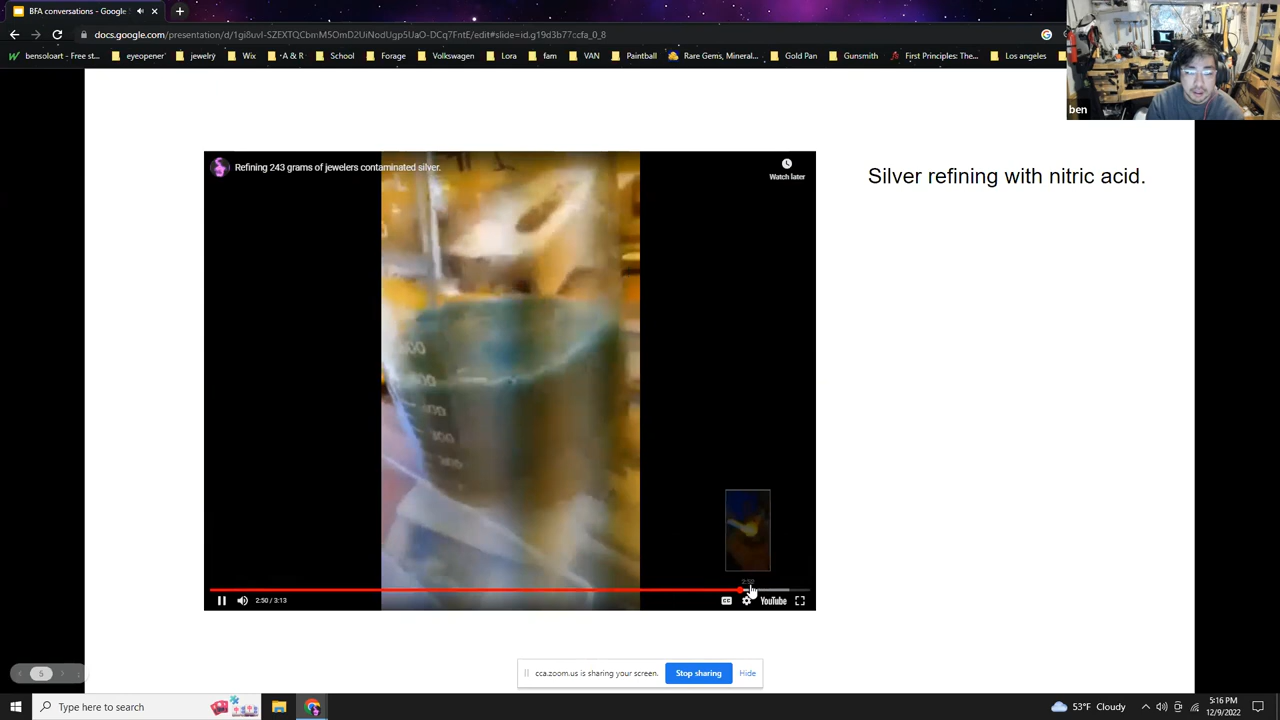 BFA conversations - Google
docs.google.com/presentation/d/1gi8uvI-SZEXTQCbrrM5OmD2UiNodUgp5UaO-DCq7FntE/edit#slide=id.g19d3b77ccfa_0_8
bensoloart - Free st... eyeopener' jewelry Wix · A & R School Forage Volkswagen Lora fam VAN Paintball Rare Gems, Mineral... Gold Pan Gunsmith First Principles: The... Los angeles
ben
Refining 243 grams of jewelers contaminated silver.
Watch later
Silver refining with nitric acid.
2:50 / 3:13
CC
YouTube
5
cca.zoom.us is sharing your screen. Stop sharing Hide
Type here to search
53°F Cloudy
5:16 PM
12/9/2022